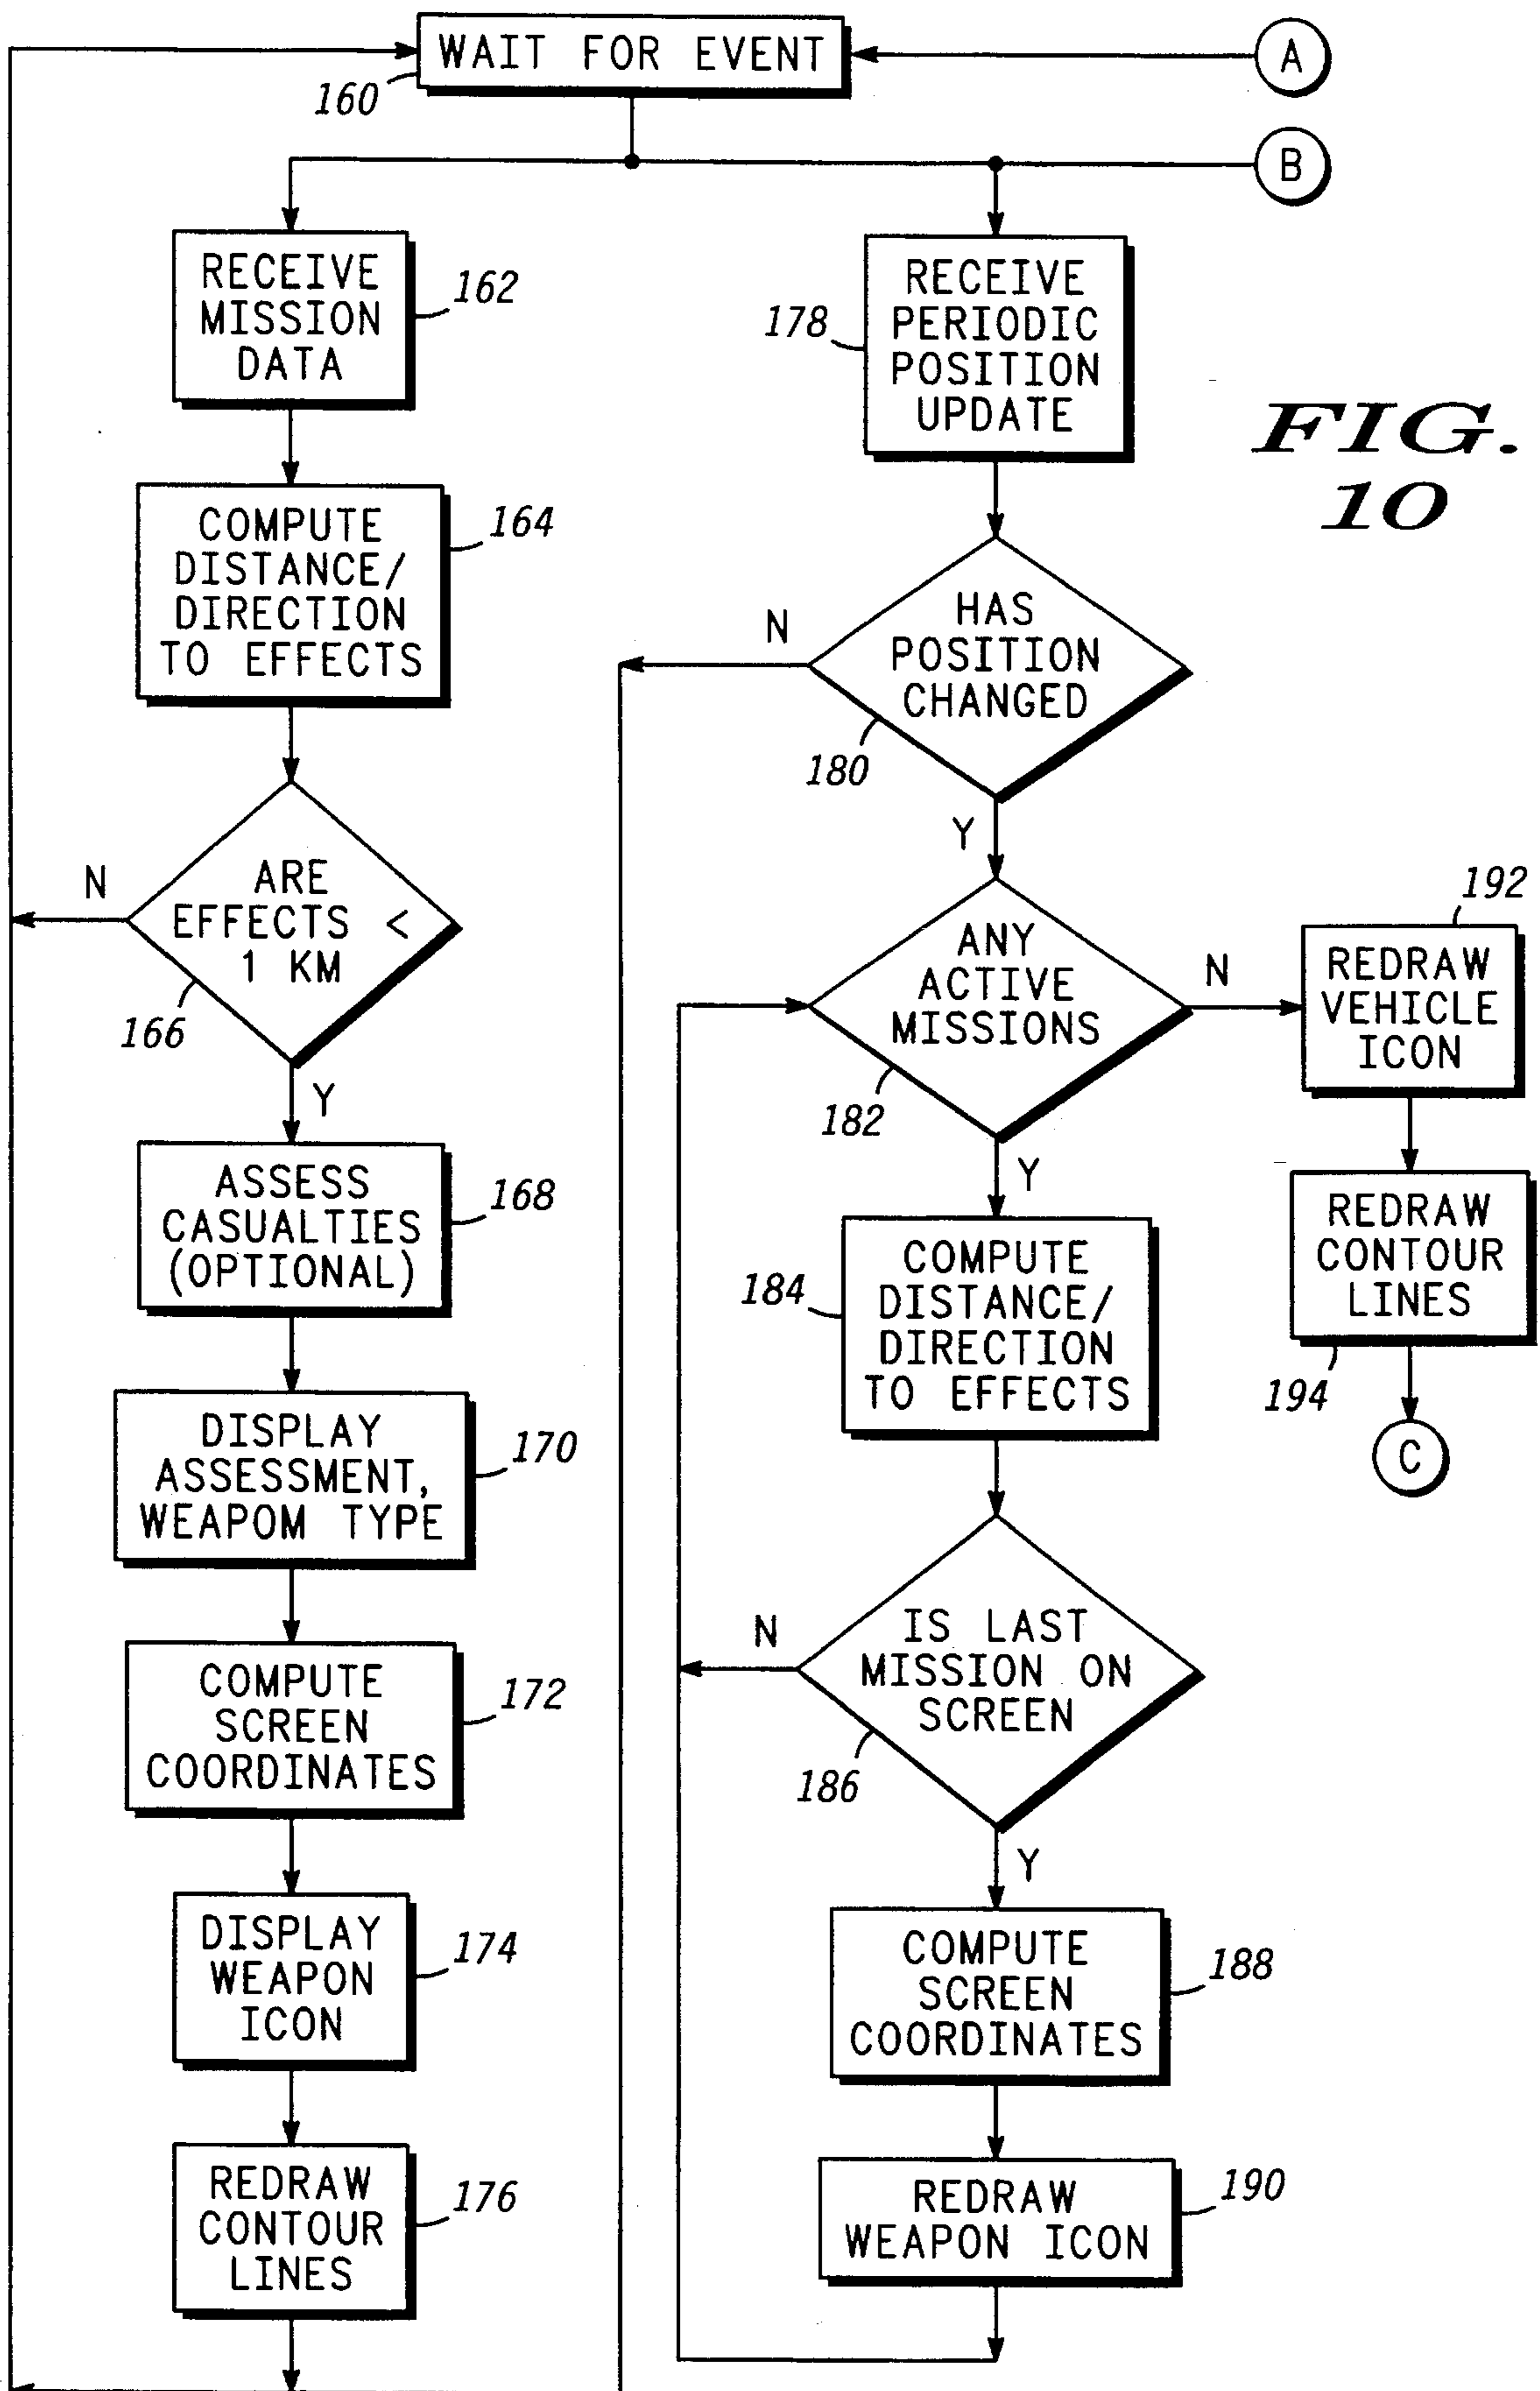 WAIT FOR EVENT
160
A
B
RECEIVE
MISSION
DATA
162
COMPUTE
DISTANCE/
DIRECTION
TO EFFECTS
164
N
ARE
EFFECTS <
1 KM
166
Y
ASSESS
CASUALTIES
(OPTIONAL)
168
DISPLAY
ASSESSMENT,
WEAPOM TYPE
170
COMPUTE
SCREEN
COORDINATES
172
DISPLAY
WEAPON
ICON
174
REDRAW
CONTOUR
LINES
176
RECEIVE
PERIODIC
POSITION
UPDATE
178
FIG.
10
N
HAS
POSITION
CHANGED
180
Y
ANY
ACTIVE
MISSIONS
182
N
Y
192
REDRAW
VEHICLE
ICON
REDRAW
CONTOUR
LINES
194
C
COMPUTE
DISTANCE/
DIRECTION
TO EFFECTS
184
N
IS LAST
MISSION ON
SCREEN
186
Y
COMPUTE
SCREEN
COORDINATES
188
REDRAW
WEAPON ICON
190